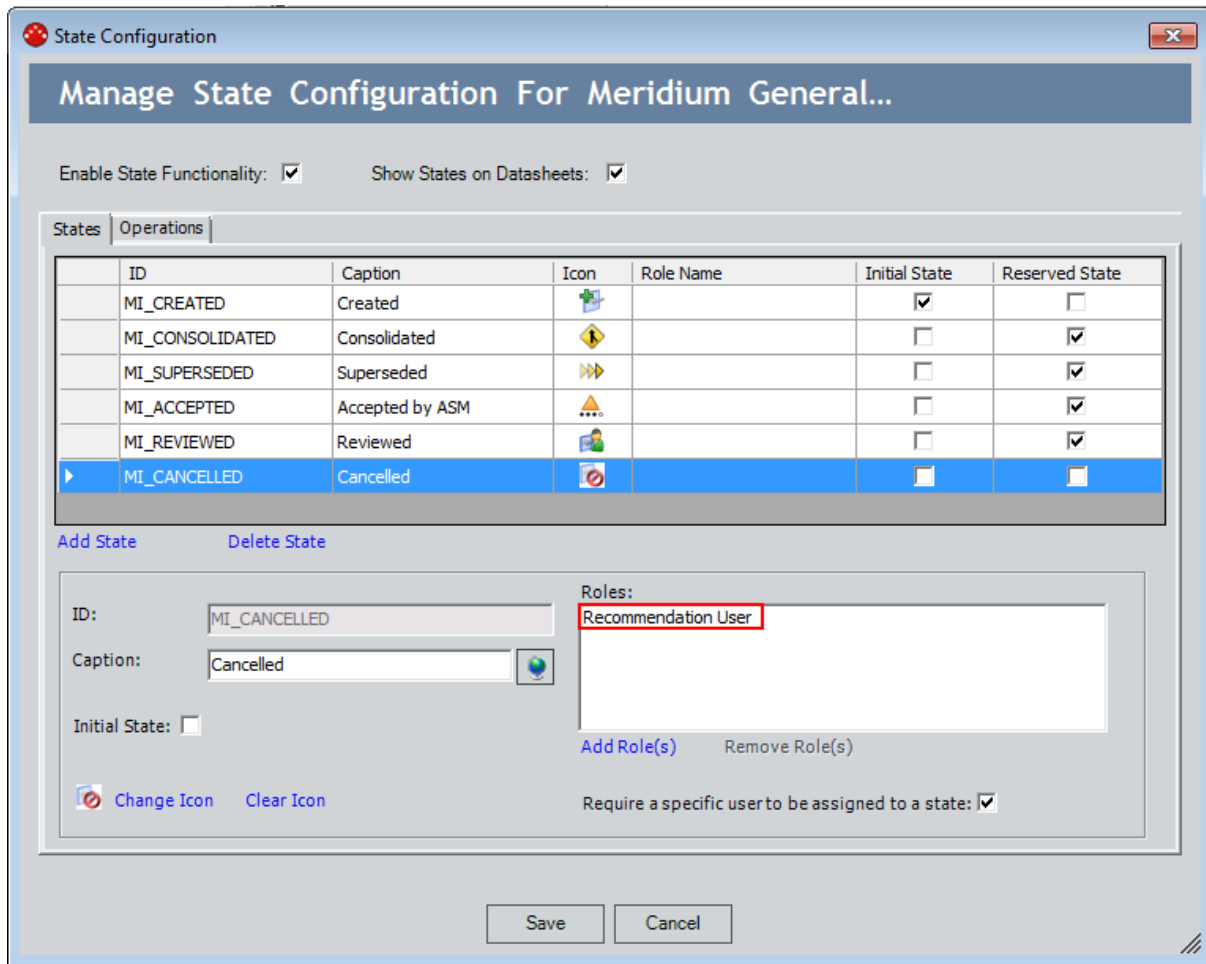 State Configuration
Manage State Configuration For Meridium General...
Enable State Functionality: Show States on Datasheets:
States Operations
ID Caption Icon Role Name Initial State Reserved State
MI_CREATED Created
MI_CONSOLIDATED Consolidated
MI_SUPERSEDED Superseded
MI_ACCEPTED Accepted by ASM
MI_REVIEWED Reviewed
MI_CANCELLED Cancelled
Add State Delete State
ID: MI_CANCELLED
Caption: Cancelled
Initial State:
Change Icon Clear Icon
Roles:
Recommendation User
Add Role(s) Remove Role(s)
Require a specific user to be assigned to a state:
Save Cancel